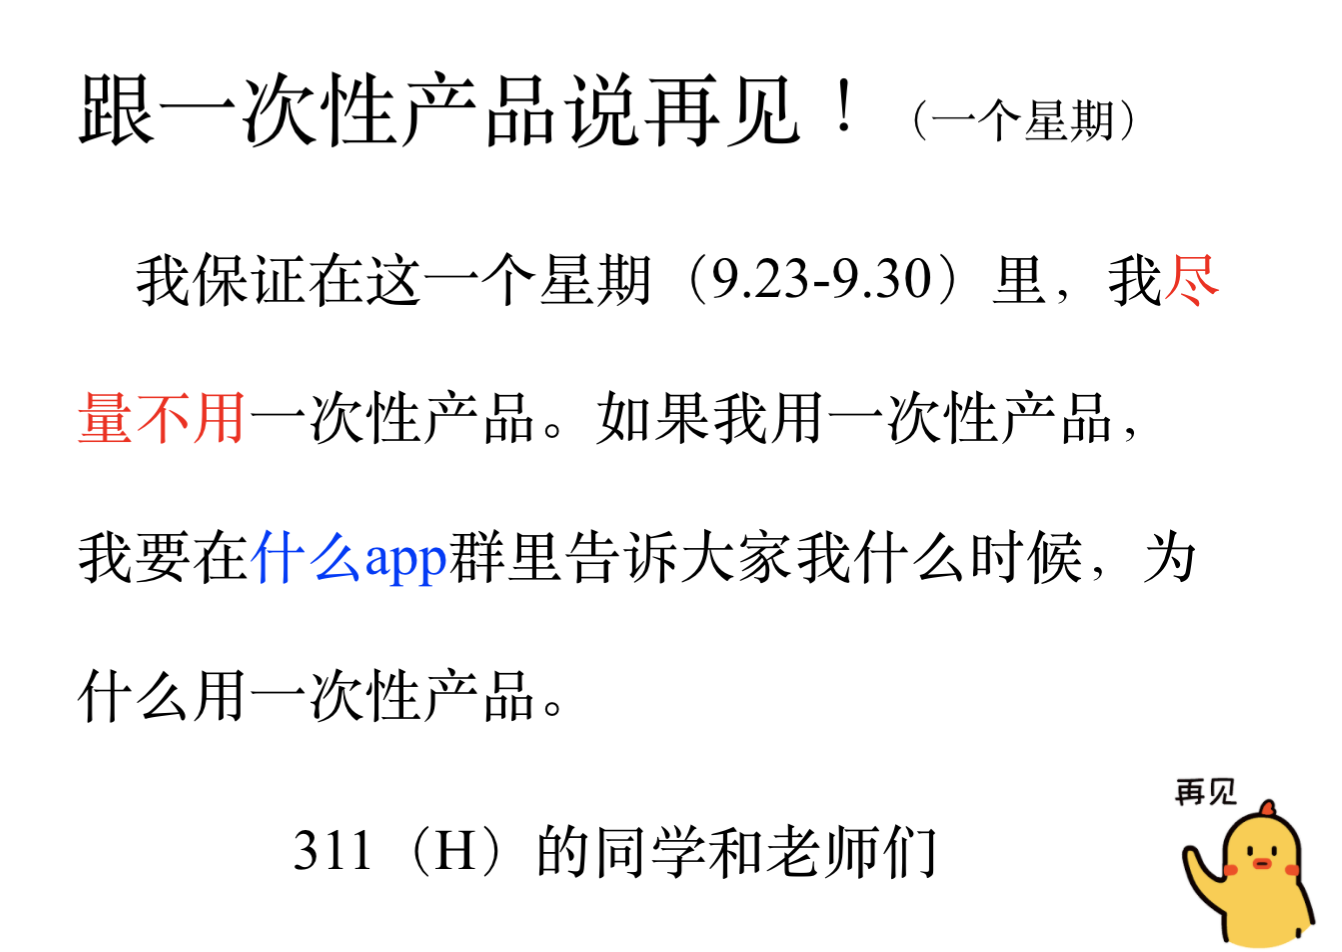 跟一次性产品说再见！（一个星期）
我保证在这一个星期（9.23-9.30）里，我尽
量不用一次性产品。如果我用一次性产品，
我要在什么app群里告诉大家我什么时候，为
什么用一次性产品。
再见
311（H）的同学和老师们